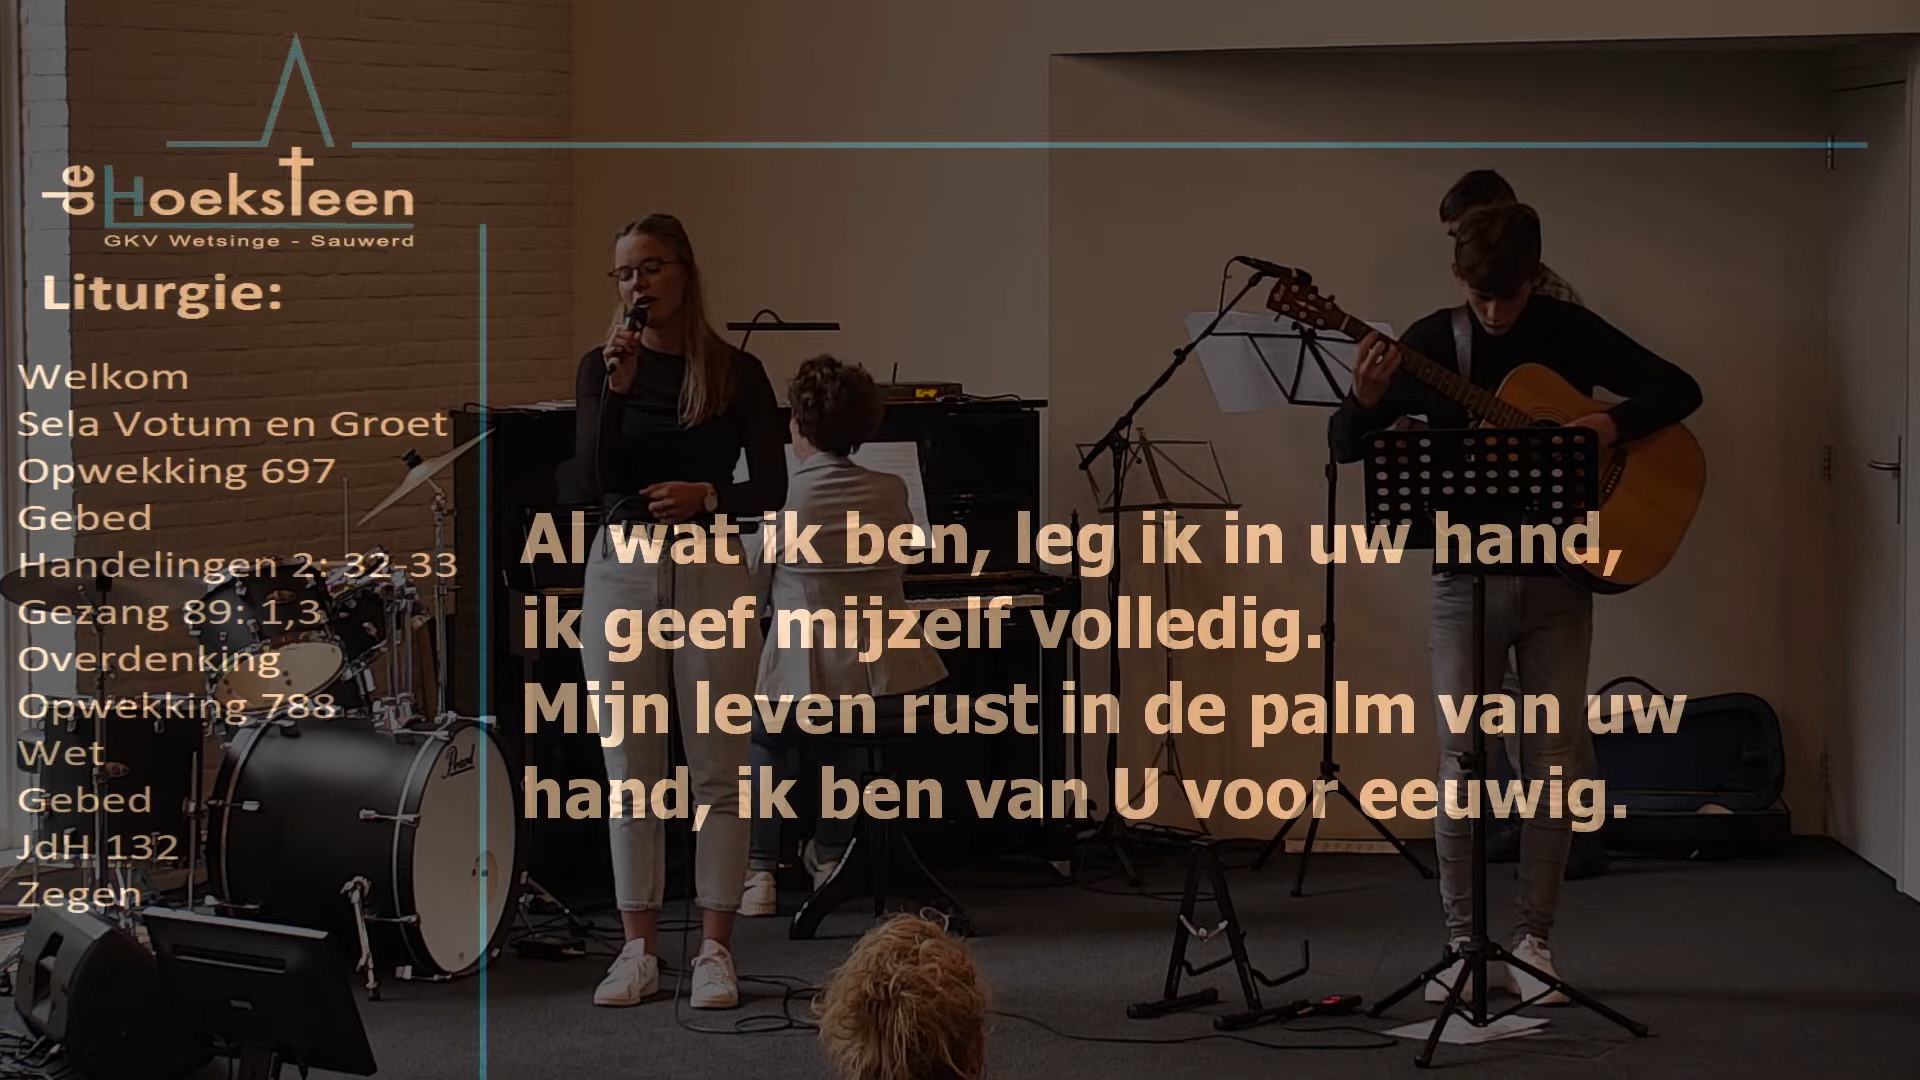 de Hoeksteen
GKV Wetsinge - Sauwerd
Liturgie:
Welkom
Sela Votum en Groet
Opwekking 697
Gebed
Handelingen 2: 32-33
Gezang 89: 1,3
Overdenking
Opwekking 788
Wet
Gebed
JdH 132
Zegen
Al wat ik ben, leg ik in uw hand,
ik geef mijzelf volledig.
Mijn leven rust in de palm van uw
hand, ik ben van U voor eeuwig.
Pearl